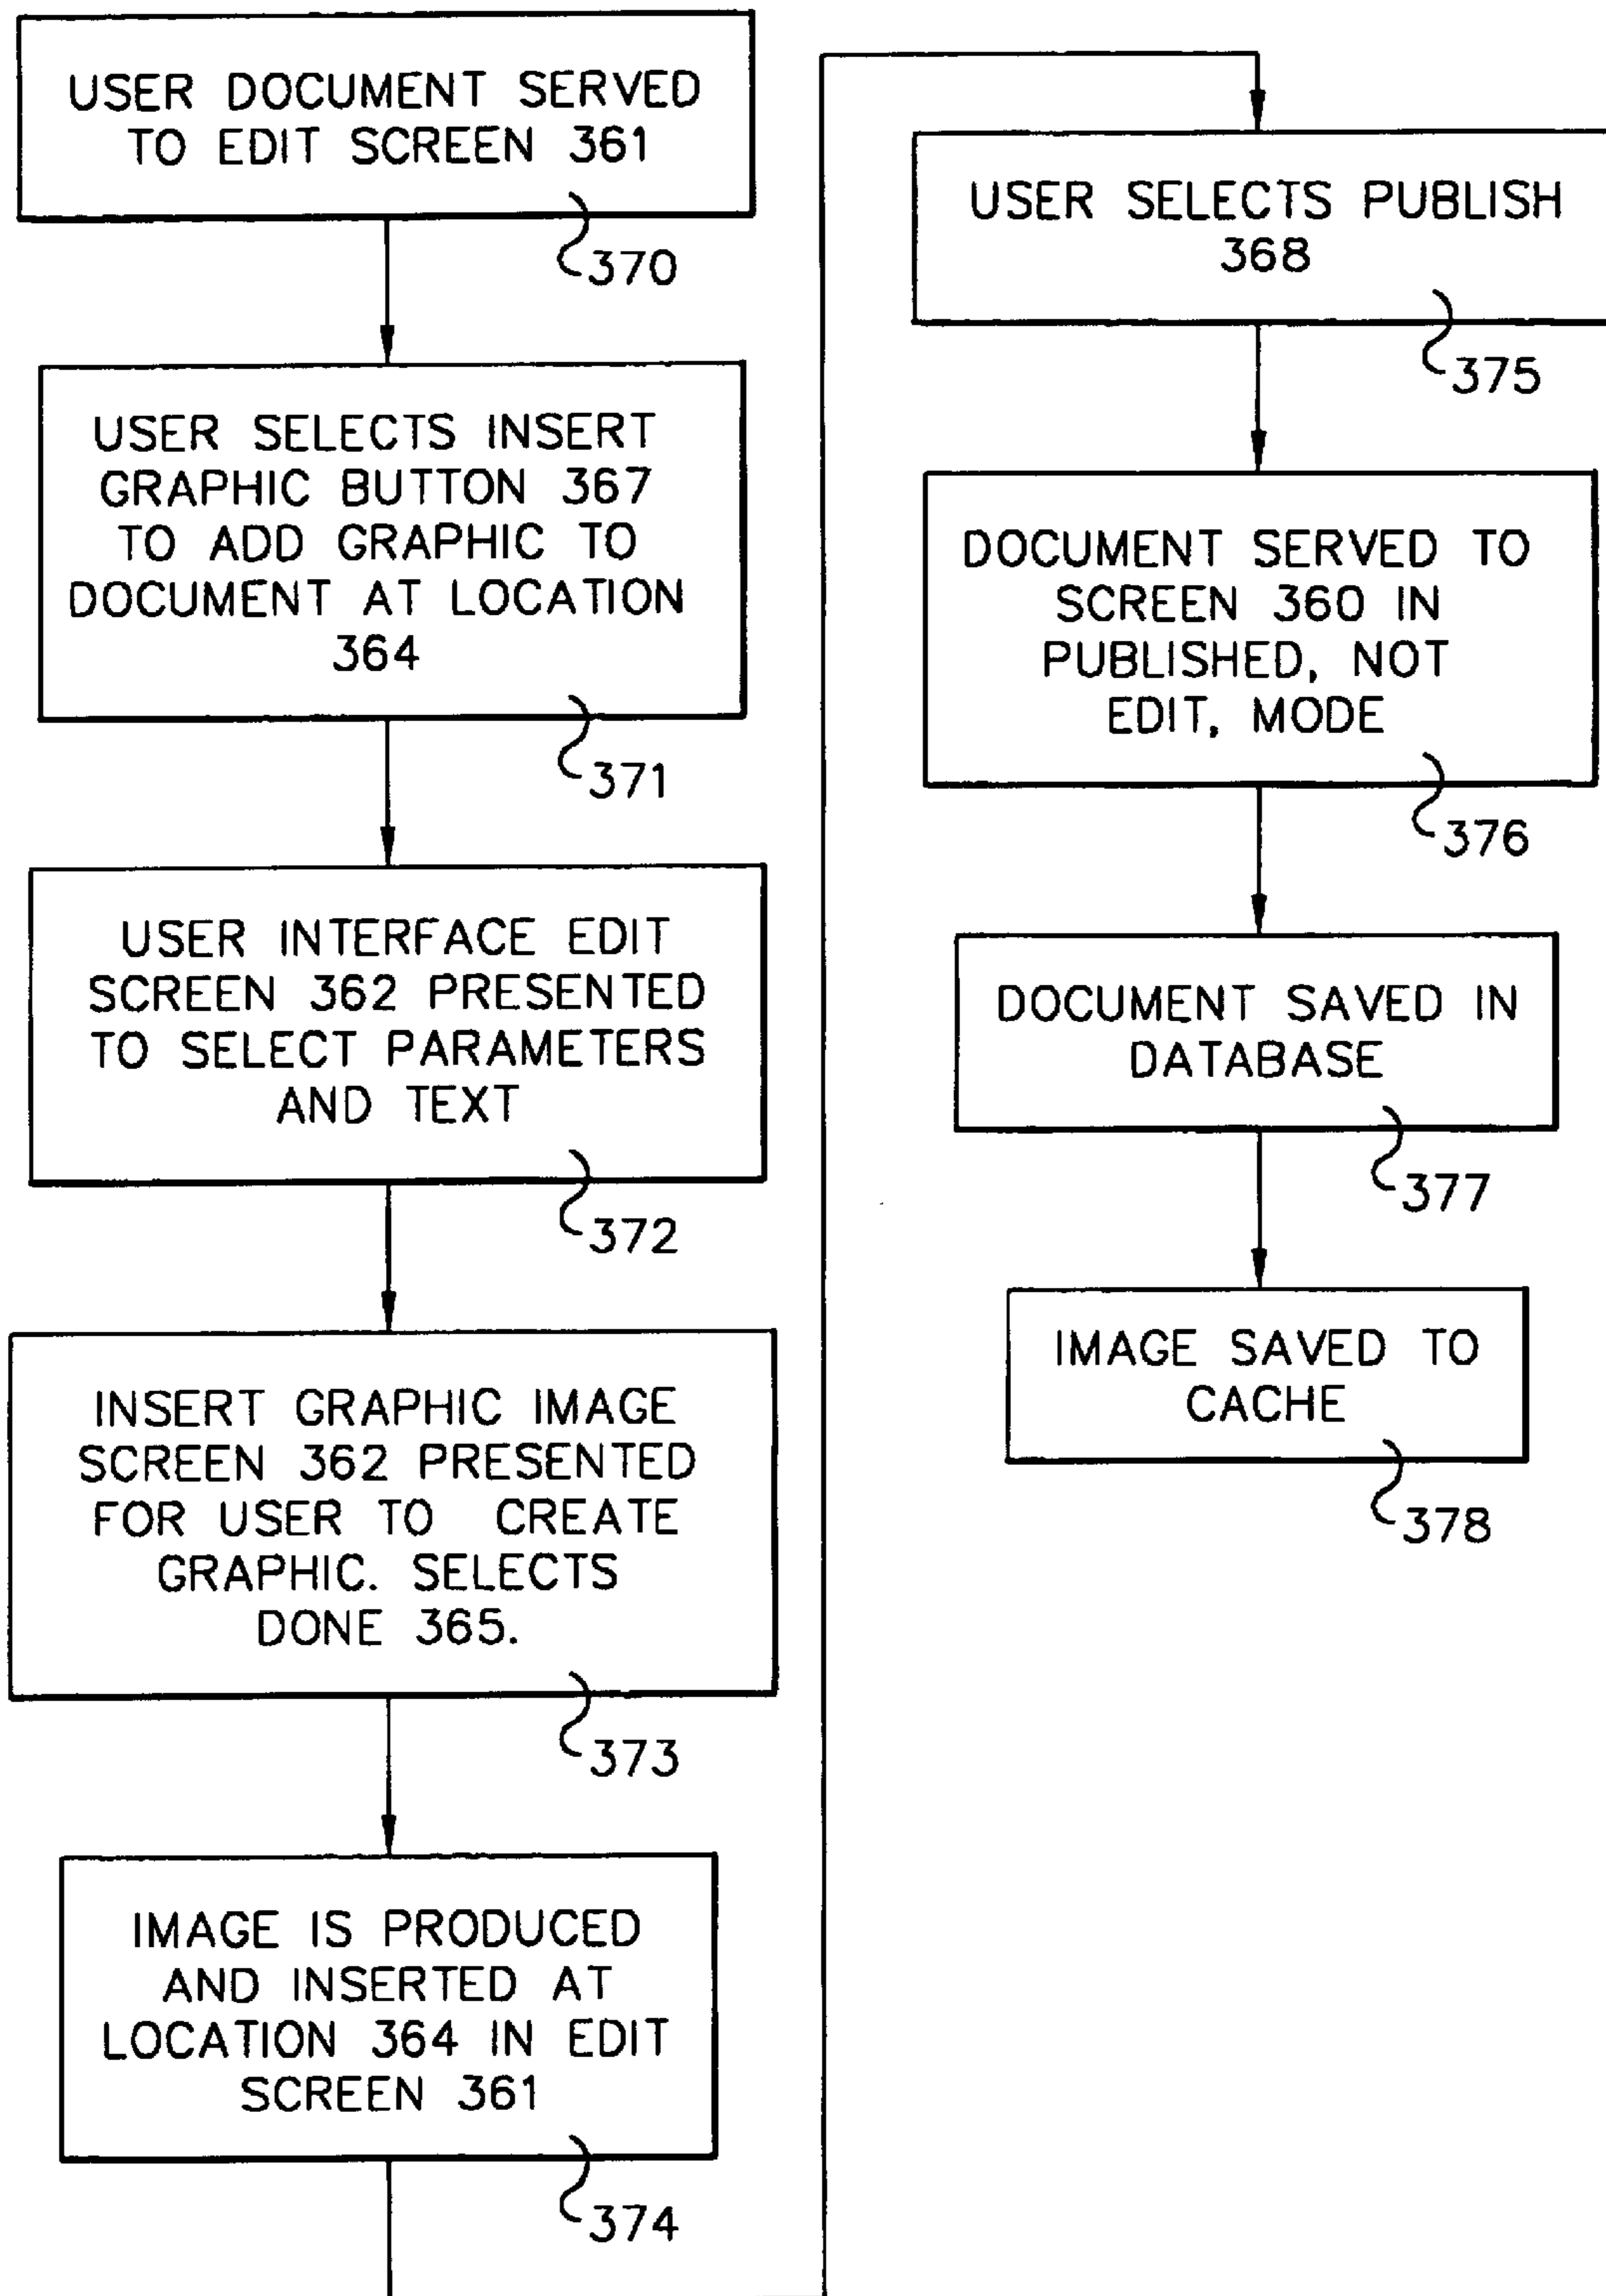 USER DOCUMENT SERVED
TO EDIT SCREEN 361
370
USER SELECTS INSERT
GRAPHIC BUTTON 367
TO ADD GRAPHIC TO
DOCUMENT AT LOCATION
364
371
USER INTERFACE EDIT
SCREEN 362 PRESENTED
TO SELECT PARAMETERS
AND TEXT
372
INSERT GRAPHIC IMAGE
SCREEN 362 PRESENTED
FOR USER TO CREATE
GRAPHIC. SELECTS
DONE 365.
373
IMAGE IS PRODUCED
AND INSERTED AT
LOCATION 364 IN EDIT
SCREEN 361
374
USER SELECTS PUBLISH
368
375
DOCUMENT SERVED TO
SCREEN 360 IN
PUBLISHED, NOT
EDIT, MODE
376
DOCUMENT SAVED IN
DATABASE
377
IMAGE SAVED TO
CACHE
378